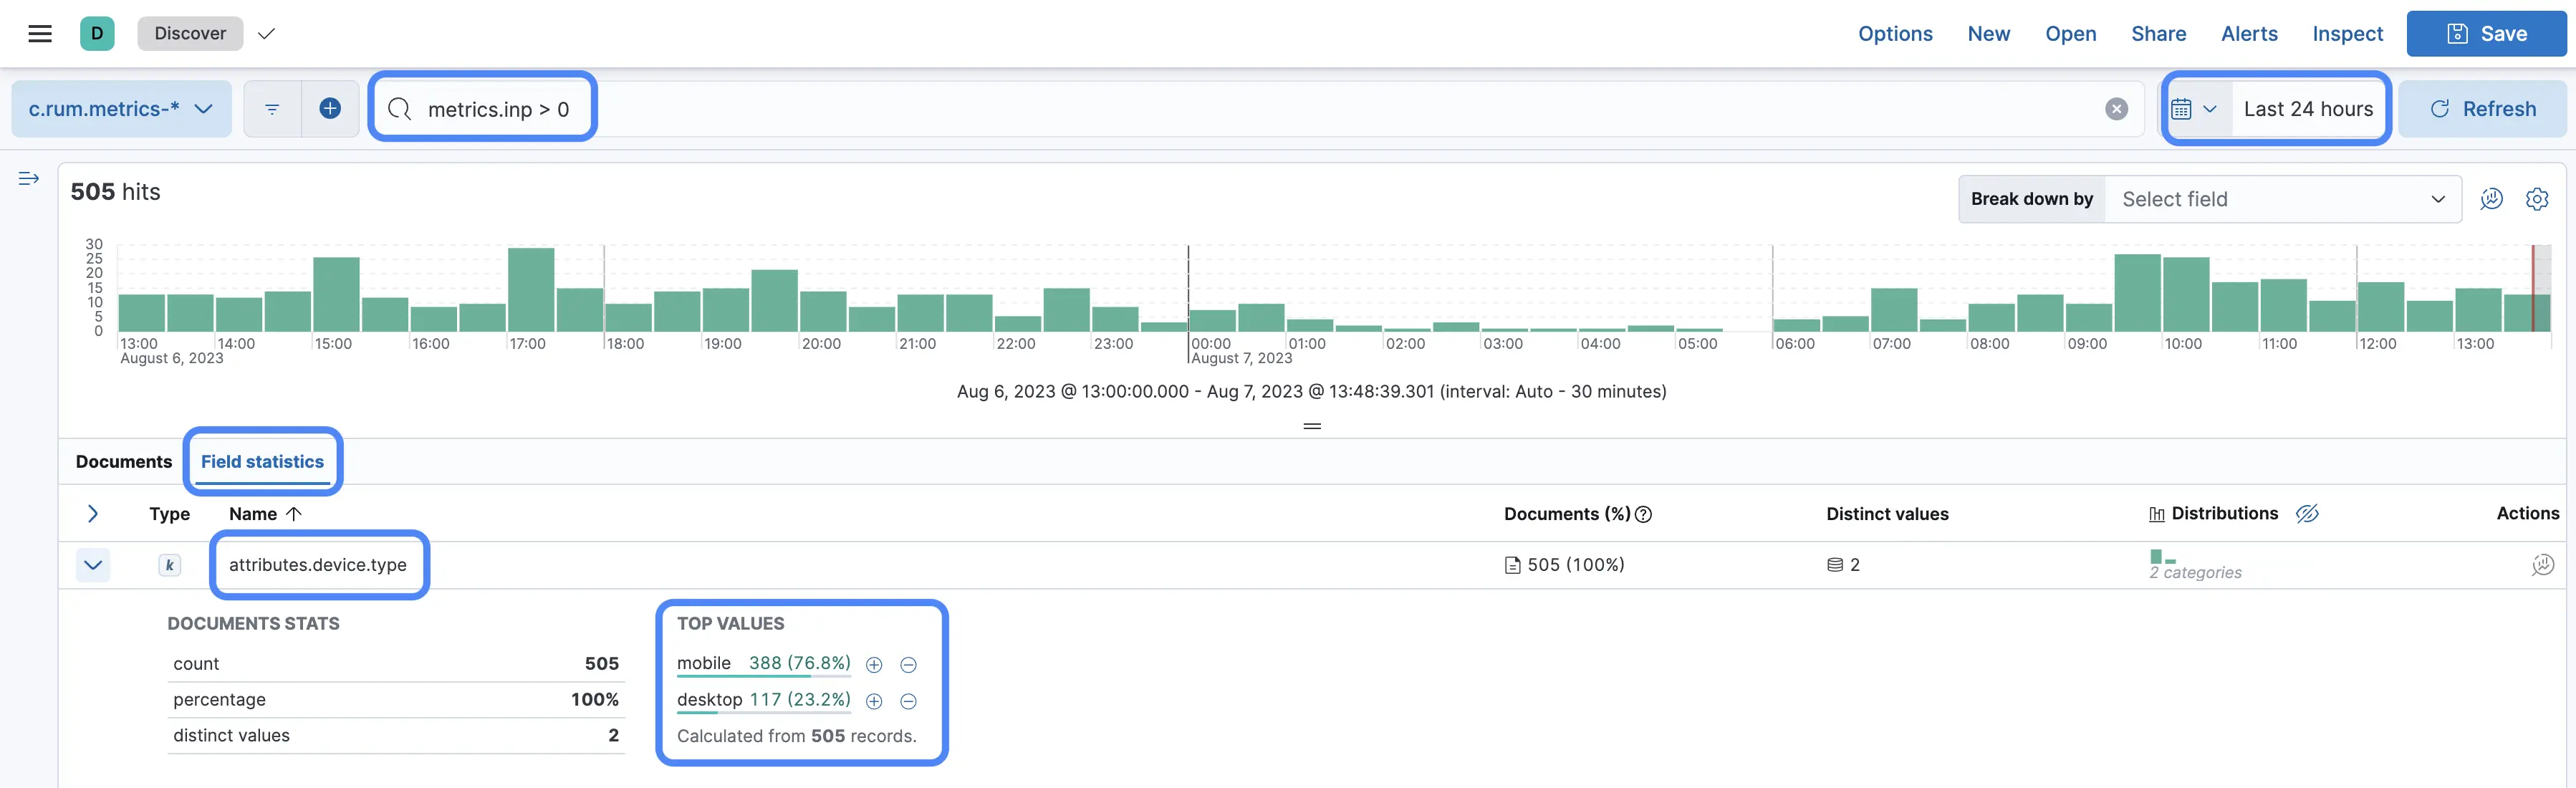 D Discover Options New Open Share Alerts Inspect Save
c.rum.metrics-* metrics.inp > 0 Last 24 hours Refresh
505 hits Break down by Select field
30
25
20
15
10
5
0
13:00 14:00 15:00 16:00 17:00 18:00 19:00 20:00 21:00 22:00 23:00 00:00 01:00 02:00 03:00 04:00 05:00 06:00 07:00 08:00 09:00 10:00 11:00 12:00 13:00
August 6, 2023 August 7, 2023
Aug 6, 2023 @ 13:00:00.000 - Aug 7, 2023 @ 13:48:39.301 (interval: Auto - 30 minutes)
Documents Field statistics
Type Name Documents (%) Distinct values Distributions Actions
k attributes.device.type 505 (100%) 2 2 categories
DOCUMENTS STATS
count 505
percentage 100%
distinct values 2
TOP VALUES
mobile 388 (76.8%)
desktop 117 (23.2%)
Calculated from 505 records.